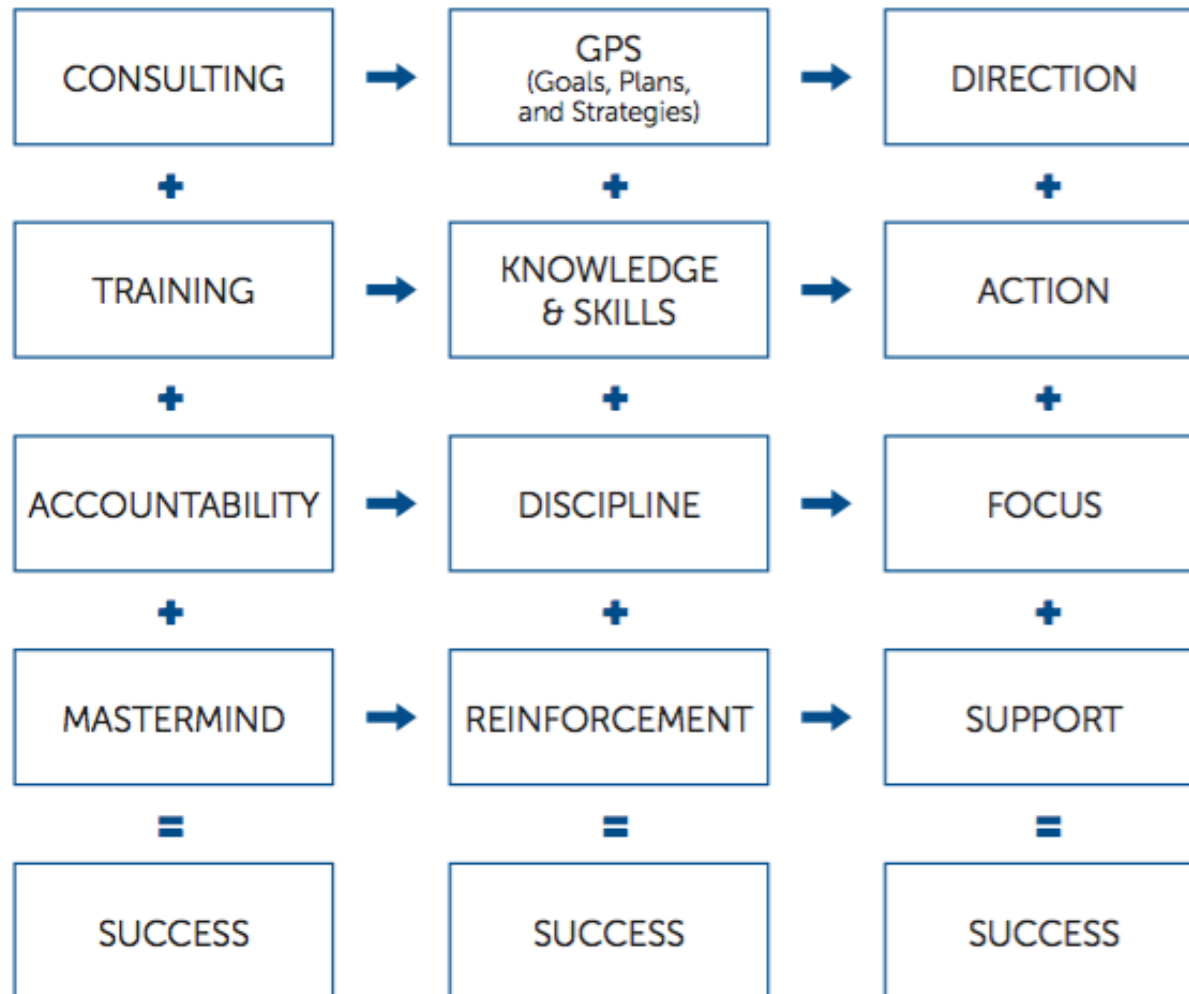 CONSULTING
GPS
(Goals, Plans,
and Strategies)
DIRECTION
+ + +
TRAINING
KNOWLEDGE
& SKILLS
ACTION
+ + +
ACCOUNTABILITY
DISCIPLINE
FOCUS
+ + +
MASTERMIND
REINFORCEMENT
SUPPORT
= = =
SUCCESS
SUCCESS
SUCCESS